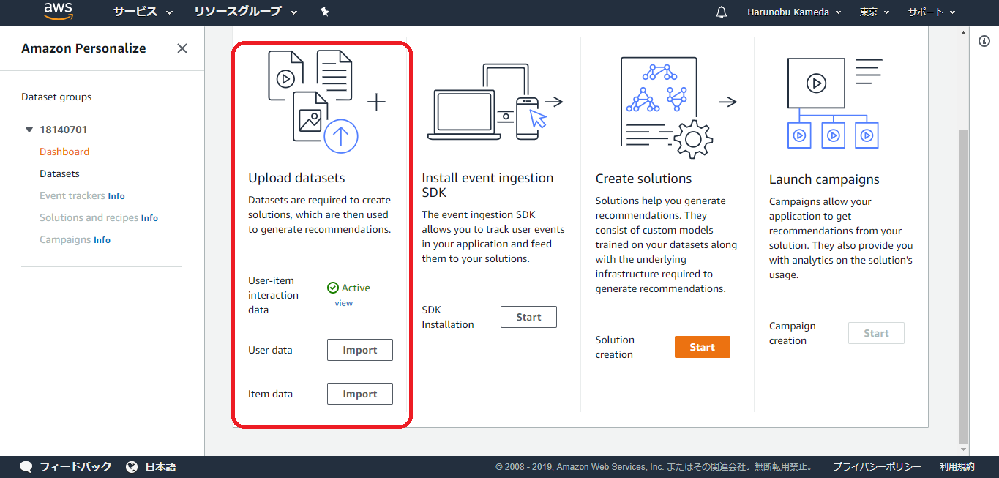 aws
サービス
リソースグループ
Harunobu Kameda
東京
サポート
Amazon Personalize
Dataset groups
18140701
Dashboard
Datasets
Event trackers Info
Solutions and recipes Info
Campaigns Info
Upload datasets
Datasets are required to create
solutions, which are then used
to generate recommendations.
User-item
interaction
data
Active
view
User data
Import
Item data
Import
Install event ingestion
SDK
The event ingestion SDK
allows you to track user events
in your application and feed
them to your solutions.
SDK
Installation
Start
Create solutions
Solutions help you generate
recommendations. They
consist of custom models
trained on your datasets along
with the underlying
infrastructure required to
generate recommendations.
Solution
creation
Start
Launch campaigns
Campaigns allow your
application to get
recommendations from your
solution. They also provide you
with analytics on the solution's
usage.
Campaign
creation
Start
フィードバック
日本語
© 2008 - 2019, Amazon Web Services, Inc. またはその関連会社。無断転用禁止。
プライバシーポリシー
利用規約